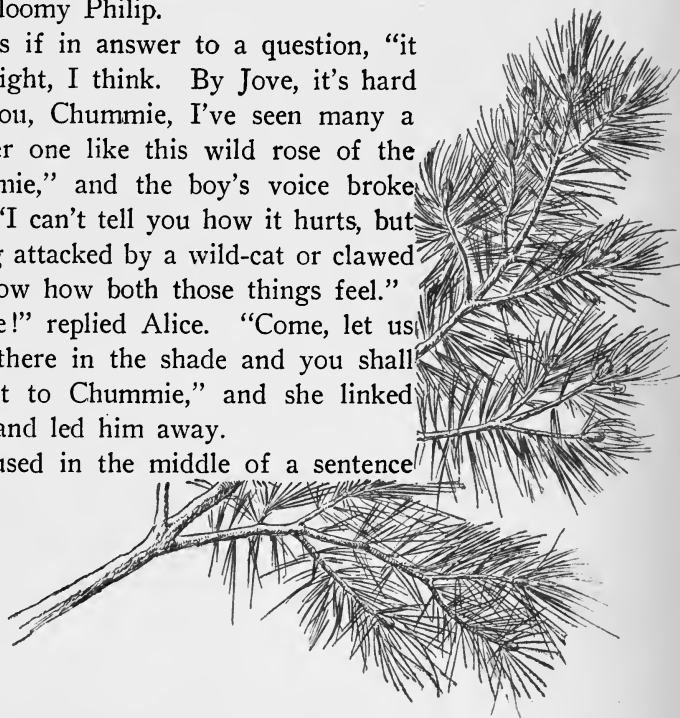 loomy Philip.
s if in answer to a question, “it
ight, I think. By Jove, it's hard
ou, Chummie, I've seen many a
er one like this wild rose of the
mie,” and the boy's voice broke
“I can't tell you how it hurts, but
g attacked by a wild-cat or clawed
ow how both those things feel.”
e!” replied Alice. “Come, let us
there in the shade and you shall
t to Chummie,” and she linked
and led him away.
used in the middle of a sentence